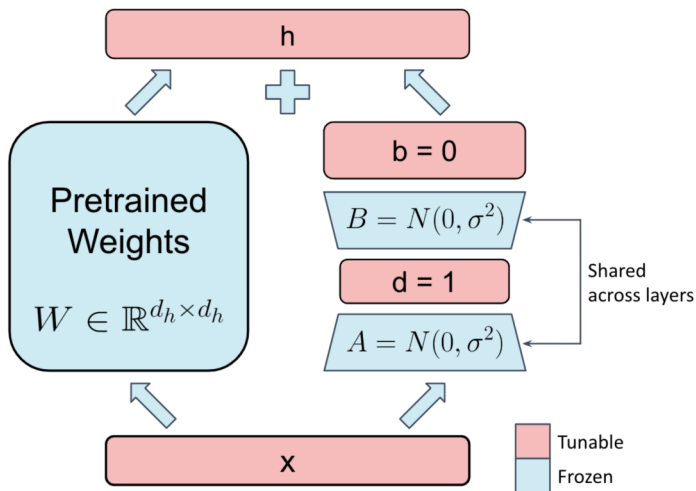 h
b = 0
Pretrained
Weights
W ∈ ℝ^{d_h×d_h}
B = N(0, σ²)
d = 1
A = N(0, σ²)
Shared
across layers
x
Tunable
Frozen